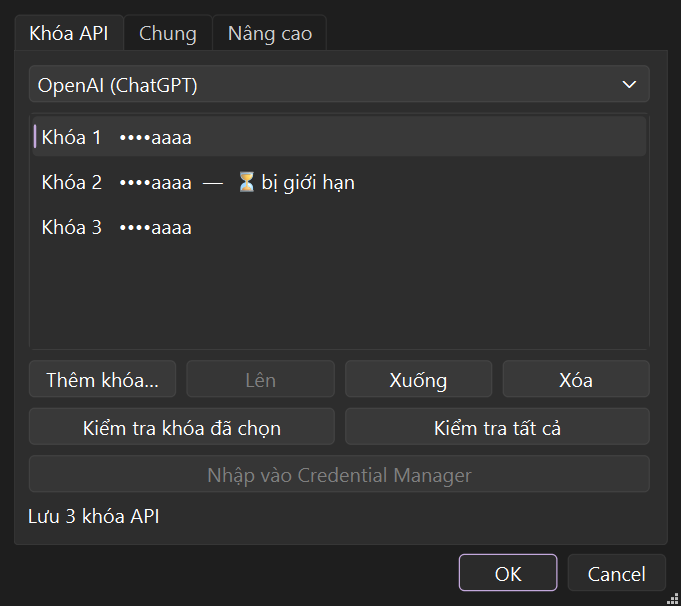 Khóa API Chung Nâng cao
OpenAI (ChatGPT)
Khóa 1 ••••aaaa
Khóa 2 ••••aaaa — ⏳ bị giới hạn
Khóa 3 ••••aaaa
Thêm khóa... Lên Xuống Xóa
Kiểm tra khóa đã chọn Kiểm tra tất cả
Nhập vào Credential Manager
Lưu 3 khóa API
OK Cancel